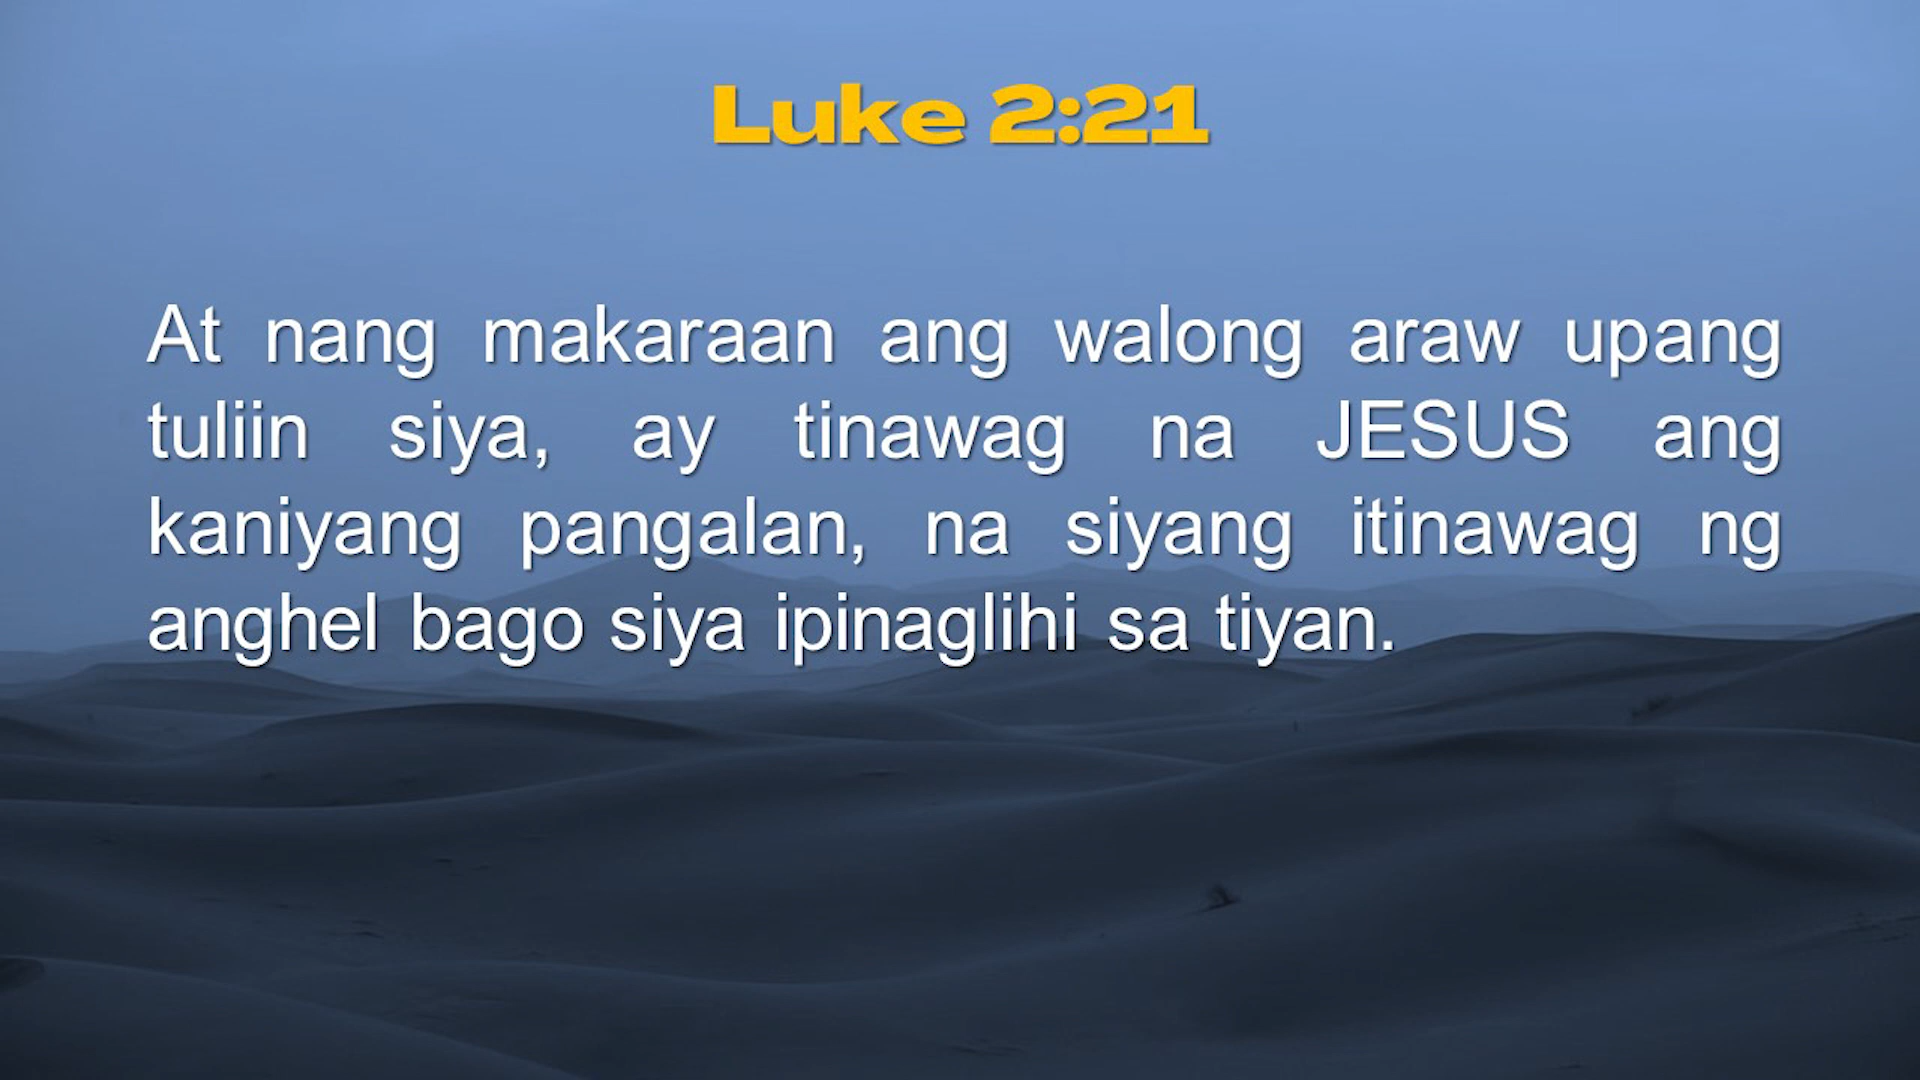 Luke 2:21
At nang makaraan ang walong araw upang
tuliin siya, ay tinawag na JESUS ang
kaniyang pangalan, na siyang itinawag ng
anghel bago siya ipinaglihi sa tiyan.